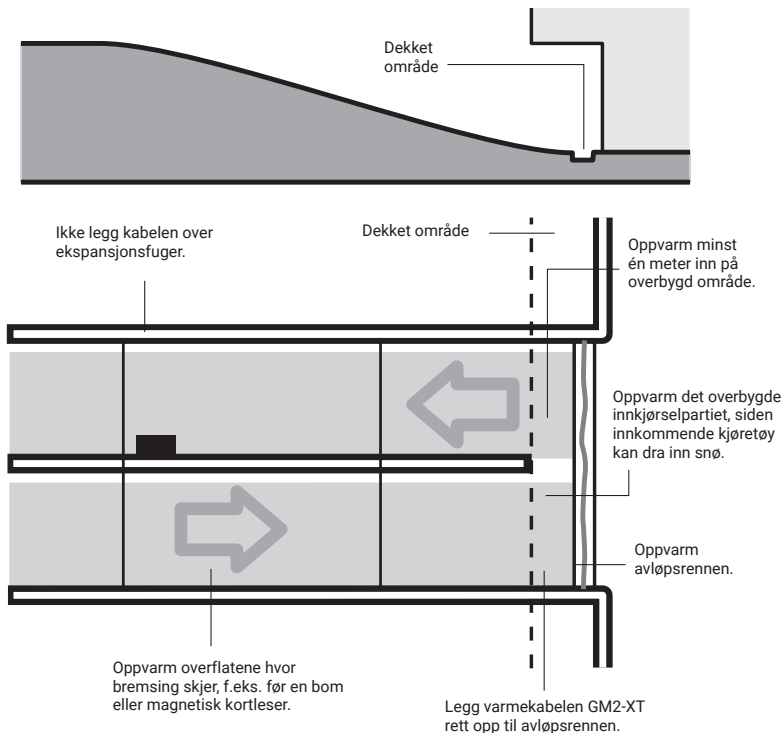 Dekket
område
Ikke legg kabelen over
ekspansjonsfuger.
Dekket område
Oppvarm minst
én meter inn på
overbygd område.
Oppvarm det overbygde
innkjørselpartiet, siden
innkommende kjøretøy
kan dra inn snø.
Oppvarm
avløpsrennen.
Oppvarm overflatene hvor
bremsing skjer, f.eks. før en bom
eller magnetisk kortleser.
Legg varmekabelen GM2-XT
rett opp til avløpsrennen.